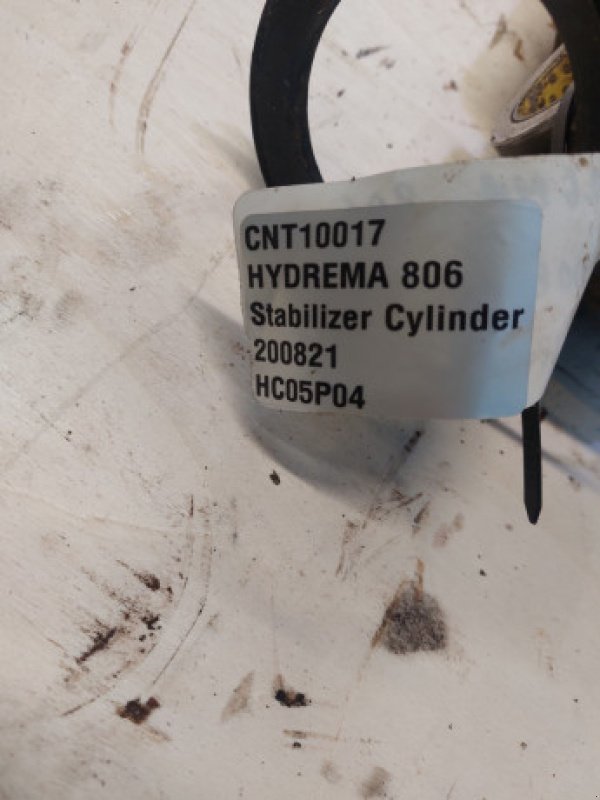 CNT10017
HYDREMA 806
Stabilizer Cylinder
200821
HC05P04